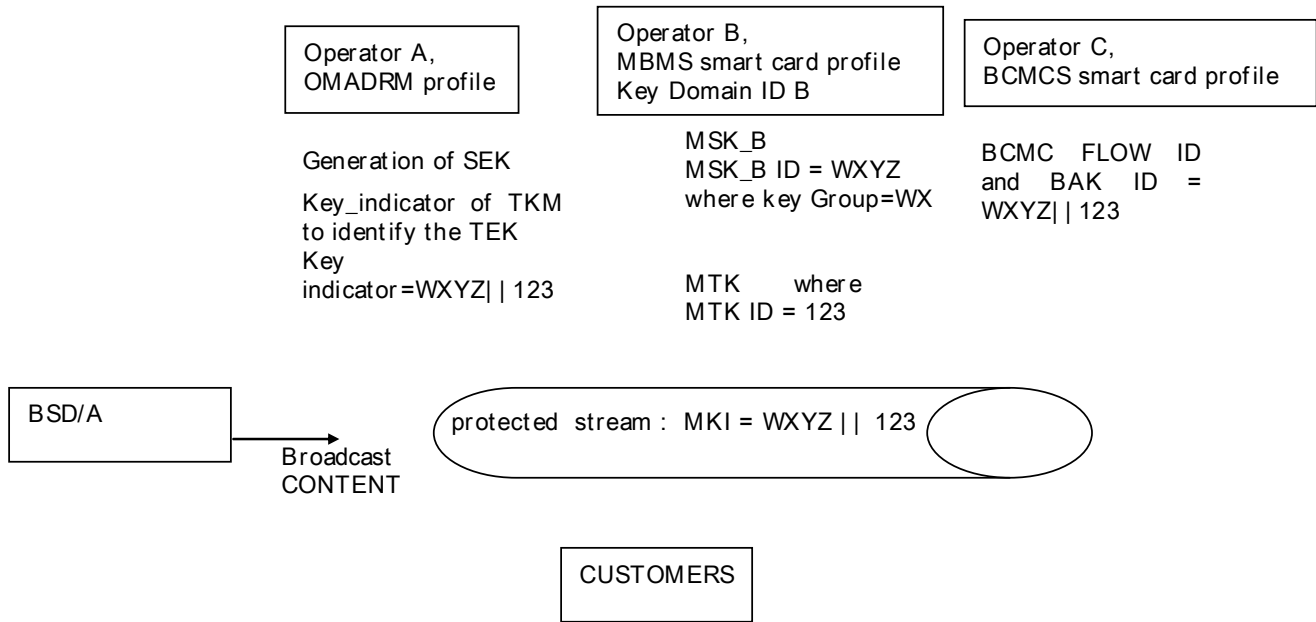 Operator A,
OMADRM profile
Operator B,
MBMS smart card profile
Key Domain ID B
Operator C,
BCMCS smart card profile
Generation of SEK
Key_indicator of TKM
to identify the TEK
Key
indicator=WXYZ||123
MSK_B
MSK_B ID = WXYZ
where key Group=WX
MTK where
MTK ID = 123
BCMC FLOW ID
and BAK ID =
WXYZ||123
BSD/A
Broadcast
CONTENT
protected stream : MKI = WXYZ || 123
CUSTOMERS